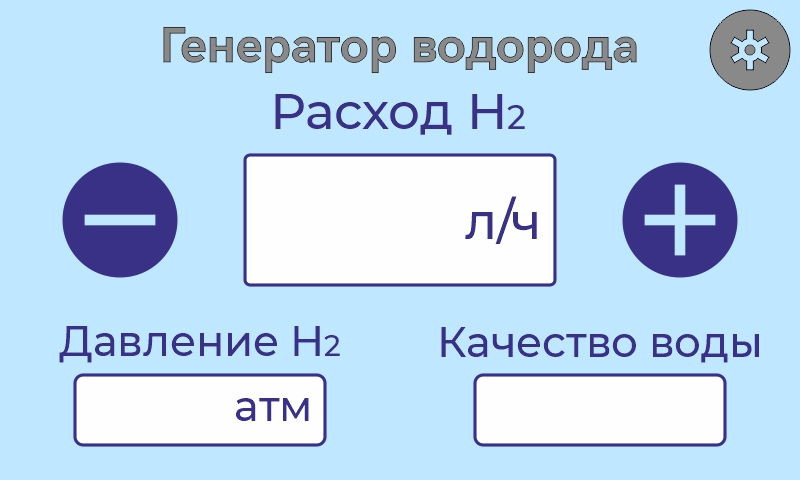 Генератор водорода
Расход H2
л/ч
Давление H2
Качество воды
атм